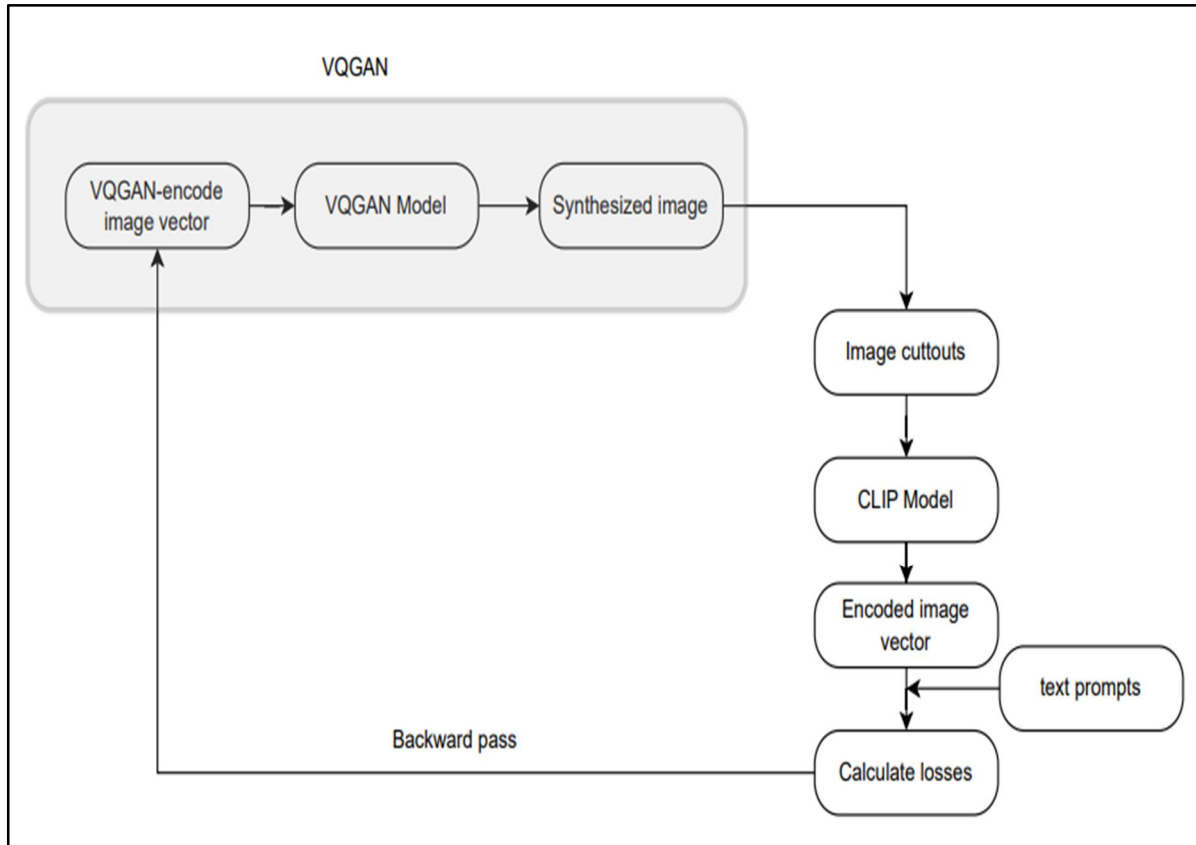 VQGAN
VQGAN-encode
image vector
VQGAN Model
Synthesized image
Image cuttouts
CLIP Model
Encoded image
vector
text prompts
Backward pass
Calculate losses